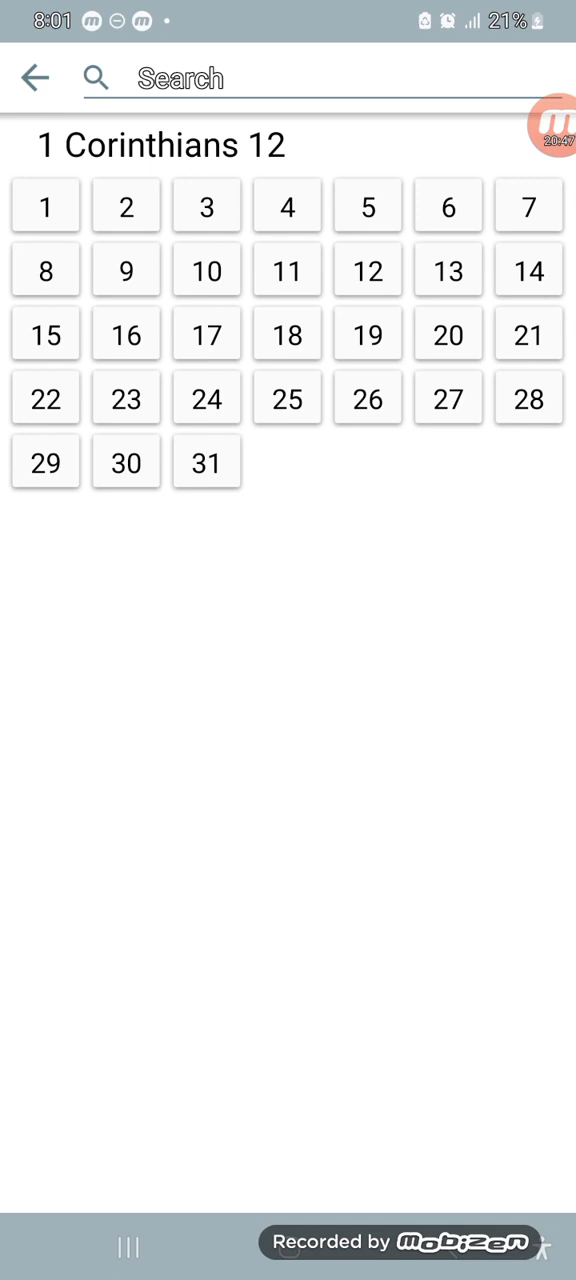 8:01 m m 21%
Search
m
20:47
1 Corinthians 12
1 2 3 4 5 6 7
8 9 10 11 12 13 14
15 16 17 18 19 20 21
22 23 24 25 26 27 28
29 30 31
Recorded by mobizen